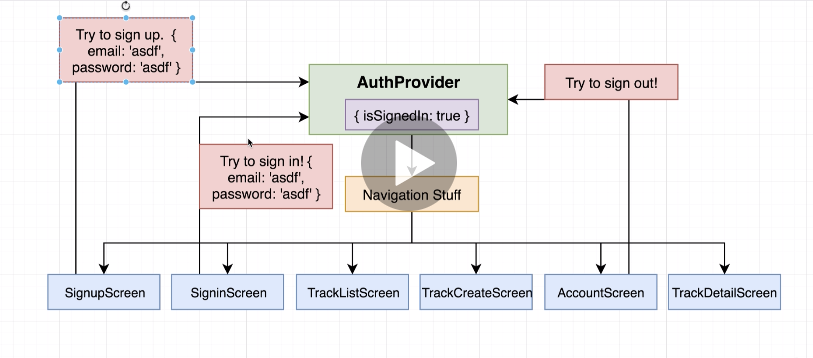 Try to sign up. {
email: 'asdf',
password: 'asdf' }
AuthProvider
{ isSignedIn: true }
Try to sign out!
Try to sign in! {
email: 'asdf',
password: 'asdf' }
Navigation Stuff
SignupScreen
SigninScreen
TrackListScreen
TrackCreateScreen
AccountScreen
TrackDetailScreen